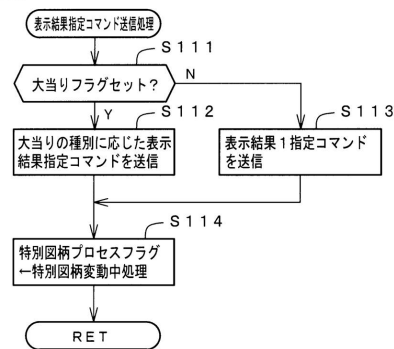 表示結果指定コマンド送信処理
S111
大当りフラグセット?
N
Y
S112
S113
大当りの種別に応じた表示
結果指定コマンドを送信
表示結果1指定コマンド
を送信
S114
特別図柄プロセスフラグ
←特別図柄変動中処理
RET